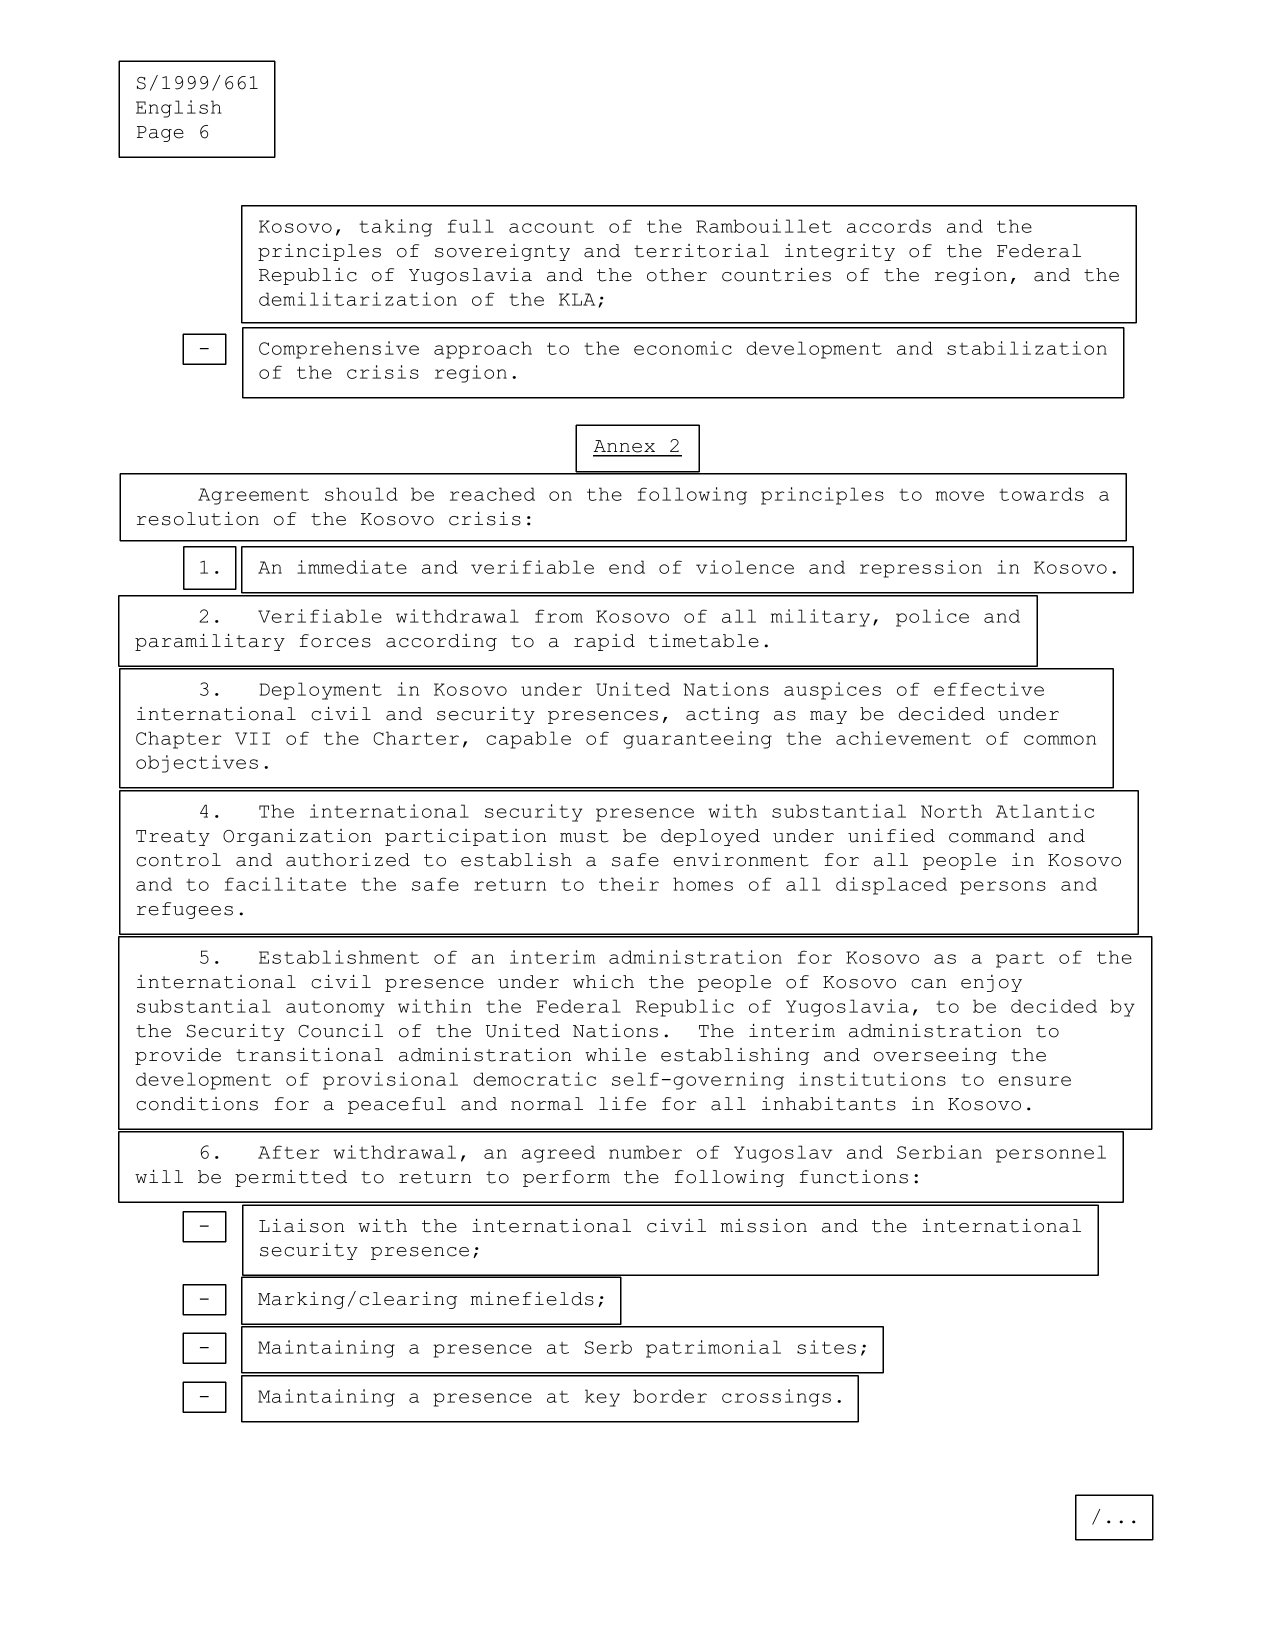 S/1999/661
English
Page 6
Kosovo, taking full account of the Rambouillet accords and the
principles of sovereignty and territorial integrity of the Federal
Republic of Yugoslavia and the other countries of the region, and the
demilitarization of the KLA;
- Comprehensive approach to the economic development and stabilization
of the crisis region.
Annex 2
Agreement should be reached on the following principles to move towards a
resolution of the Kosovo crisis:
1. An immediate and verifiable end of violence and repression in Kosovo.
2. Verifiable withdrawal from Kosovo of all military, police and
paramilitary forces according to a rapid timetable.
3. Deployment in Kosovo under United Nations auspices of effective
international civil and security presences, acting as may be decided under
Chapter VII of the Charter, capable of guaranteeing the achievement of common
objectives.
4. The international security presence with substantial North Atlantic
Treaty Organization participation must be deployed under unified command and
control and authorized to establish a safe environment for all people in Kosovo
and to facilitate the safe return to their homes of all displaced persons and
refugees.
5. Establishment of an interim administration for Kosovo as a part of the
international civil presence under which the people of Kosovo can enjoy
substantial autonomy within the Federal Republic of Yugoslavia, to be decided by
the Security Council of the United Nations. The interim administration to
provide transitional administration while establishing and overseeing the
development of provisional democratic self-governing institutions to ensure
conditions for a peaceful and normal life for all inhabitants in Kosovo.
6. After withdrawal, an agreed number of Yugoslav and Serbian personnel
will be permitted to return to perform the following functions:
- Liaison with the international civil mission and the international
security presence;
- Marking/clearing minefields;
- Maintaining a presence at Serb patrimonial sites;
- Maintaining a presence at key border crossings.
/...